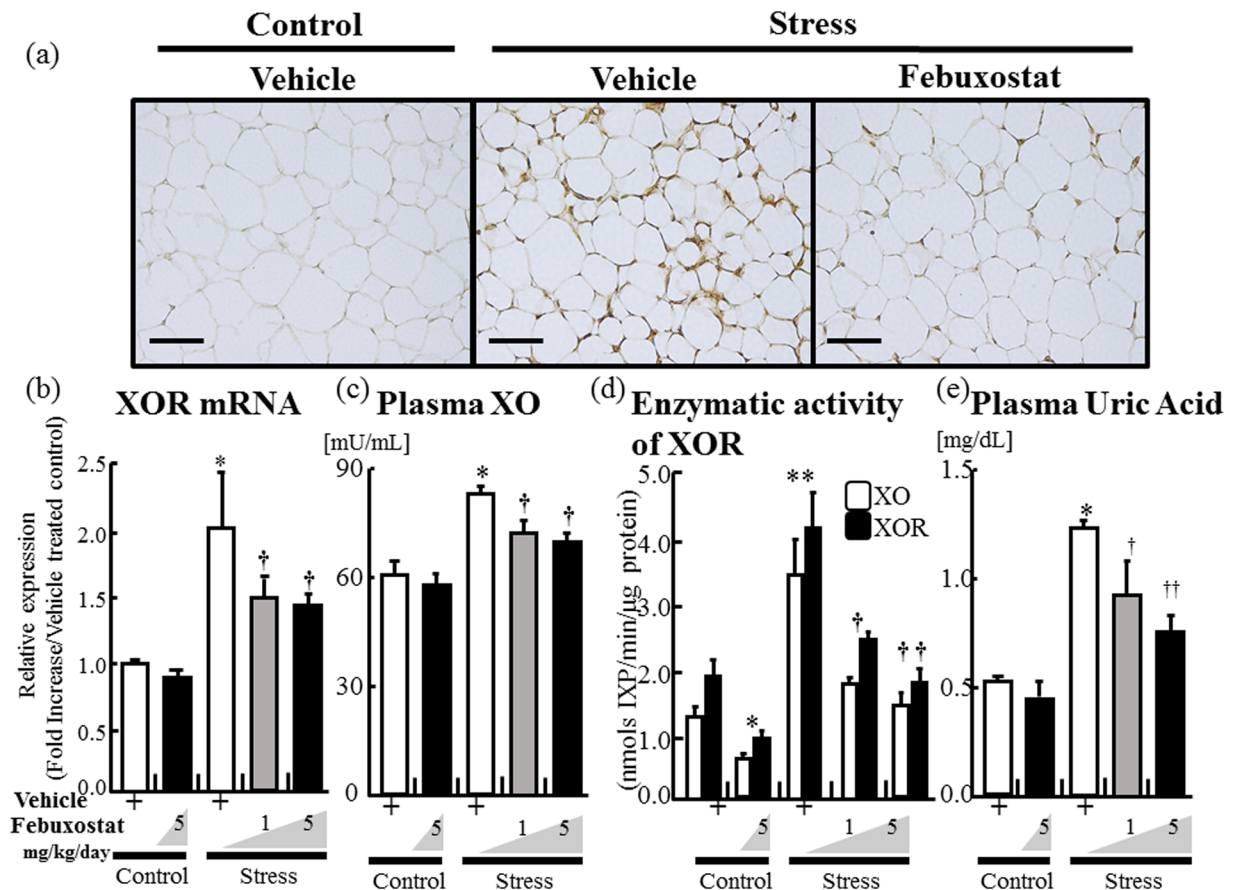 Control Stress
(a)
Vehicle Vehicle Febuxostat
(b) XOR mRNA
Relative expression
(Fold Increase/Vehicle treated control)
2.5
2.0
1.5
1.0
0.5
0.0
*
†
†
(c) Plasma XO
[mU/mL]
90
60
30
0
*
†
†
(d) Enzymatic activity
of XOR
(nmols IXP/min/µg protein)
5.0
4.0
3.0
2.0
1.0
0.0
XO
XOR
*
**
†
††
(e) Plasma Uric Acid
[mg/dL]
1.5
1.0
0.5
0.0
*
†
††
Vehicle + + + + + + + +
Febuxostat 5 1 5 5 1 5 5 1 5 5 1 5
mg/kg/day
Control Stress Control Stress Control Stress Control Stress